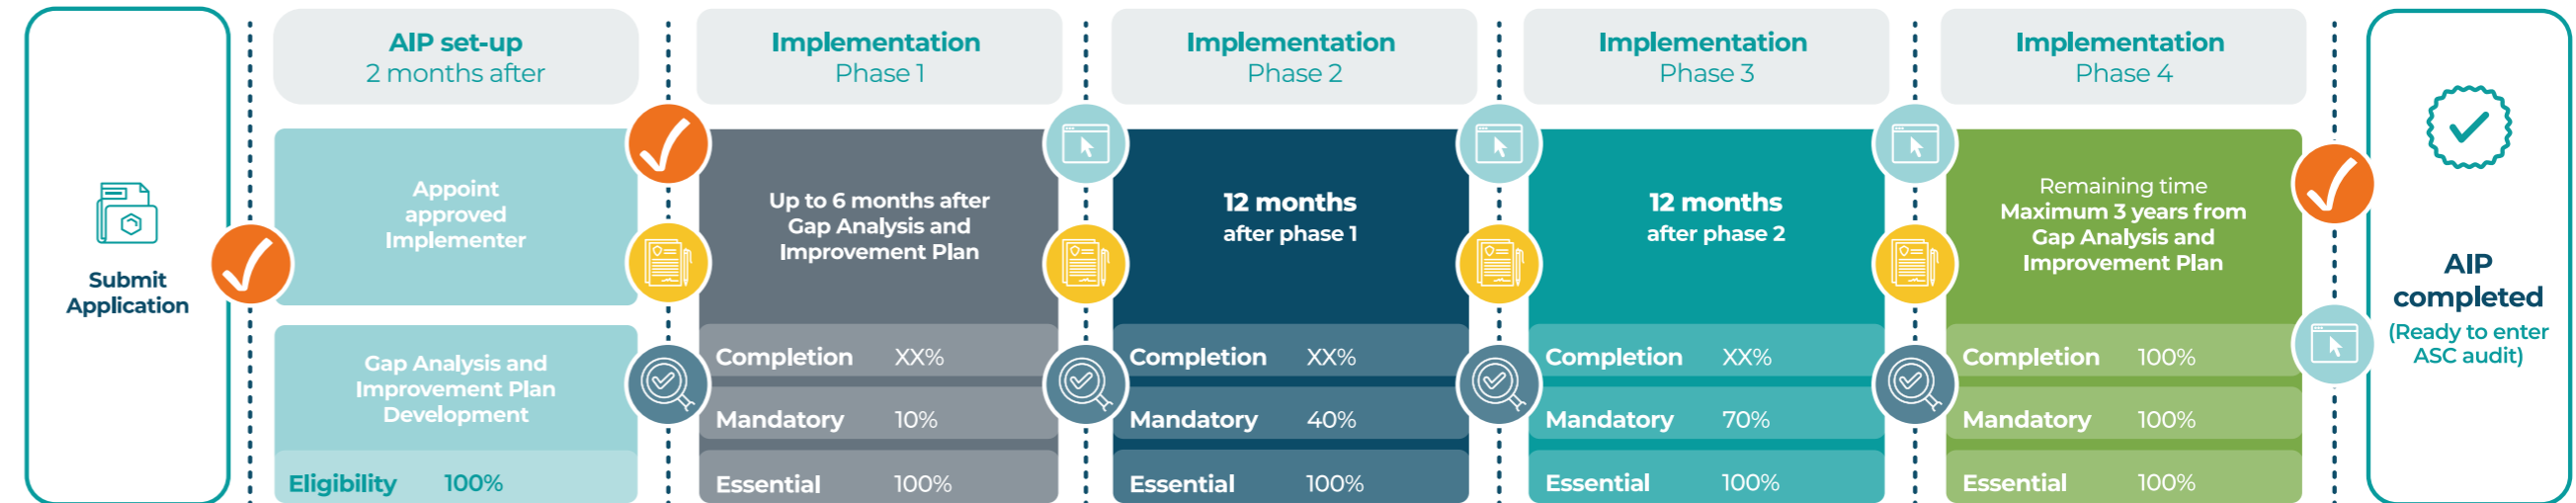 Submit
Application
AIP set-up
2 months after
Appoint
approved
Implementer
Gap Analysis and
Improvement Plan
Development
Eligibility 100%
Implementation
Phase 1
Up to 6 months after
Gap Analysis and
Improvement Plan
Completion XX%
Mandatory 10%
Essential 100%
Implementation
Phase 2
12 months
after phase 1
Completion XX%
Mandatory 40%
Essential 100%
Implementation
Phase 3
12 months
after phase 2
Completion XX%
Mandatory 70%
Essential 100%
Implementation
Phase 4
Remaining time
Maximum 3 years from
Gap Analysis and
Improvement Plan
Completion 100%
Mandatory 100%
Essential 100%
AIP
completed
(Ready to enter
ASC audit)